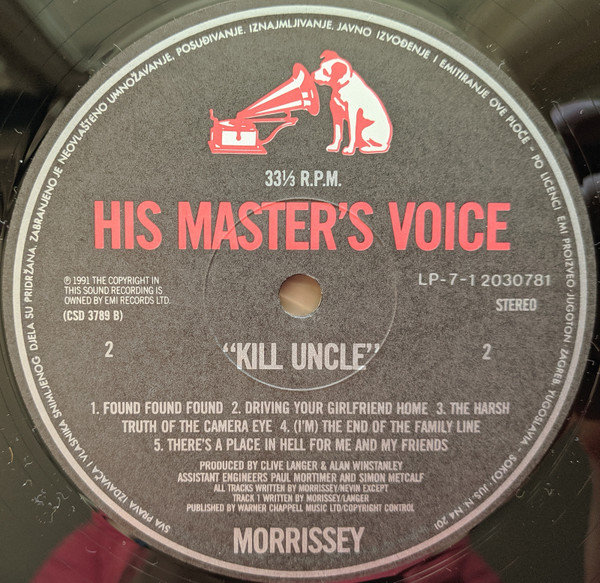 SVA PRAVA IZDAVAČA I VLASNIKA SNIMLJENOG DJELA SU PRIDRŽANA. ZABRANJENO JE NEOVLAŠTENO UMNOŽAVANJE, POSUĐIVANJE, IZNAJMLJIVANJE, JAVNO IZVOĐENJE I EMITIRANJE OVE PLOČE - PO LICENCI EMI PROIZVEO JUGOTON - ZAGREB, YUGOSLAVIA - SOKOJ JUS. N. N4 201
33⅓ R.P.M.
HIS MASTER'S VOICE
℗ 1991 THE COPYRIGHT IN
THIS SOUND RECORDING IS
OWNED BY EMI RECORDS LTD.
(CSD 3789 B)
LP-7-1 2030781
STEREO
2
"KILL UNCLE"
2
1. FOUND FOUND FOUND 2. DRIVING YOUR GIRLFRIEND HOME 3. THE HARSH
TRUTH OF THE CAMERA EYE 4. (I'M) THE END OF THE FAMILY LINE
5. THERE'S A PLACE IN HELL FOR ME AND MY FRIENDS
PRODUCED BY CLIVE LANGER & ALAN WINSTANLEY
ASSISTANT ENGINEERS PAUL MORTIMER AND SIMON METCALF
ALL TRACKS WRITTEN BY MORRISSEY/NEVIN EXCEPT
TRACK 1 WRITTEN BY MORISSEY/LANGER
PUBLISHED BY WARNER CHAPPELL MUSIC LTD/COPYRIGHT CONTROL
MORRISSEY